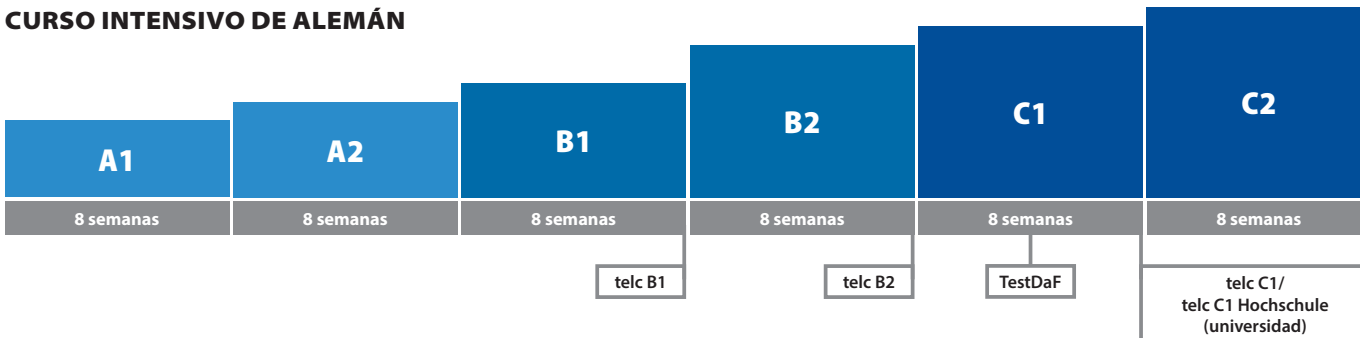 CURSO INTENSIVO DE ALEMÁN
A1
A2
B1
B2
C1
C2
8 semanas
8 semanas
8 semanas
8 semanas
8 semanas
8 semanas
telc B1
telc B2
TestDaF
telc C1/
telc C1 Hochschule
(universidad)